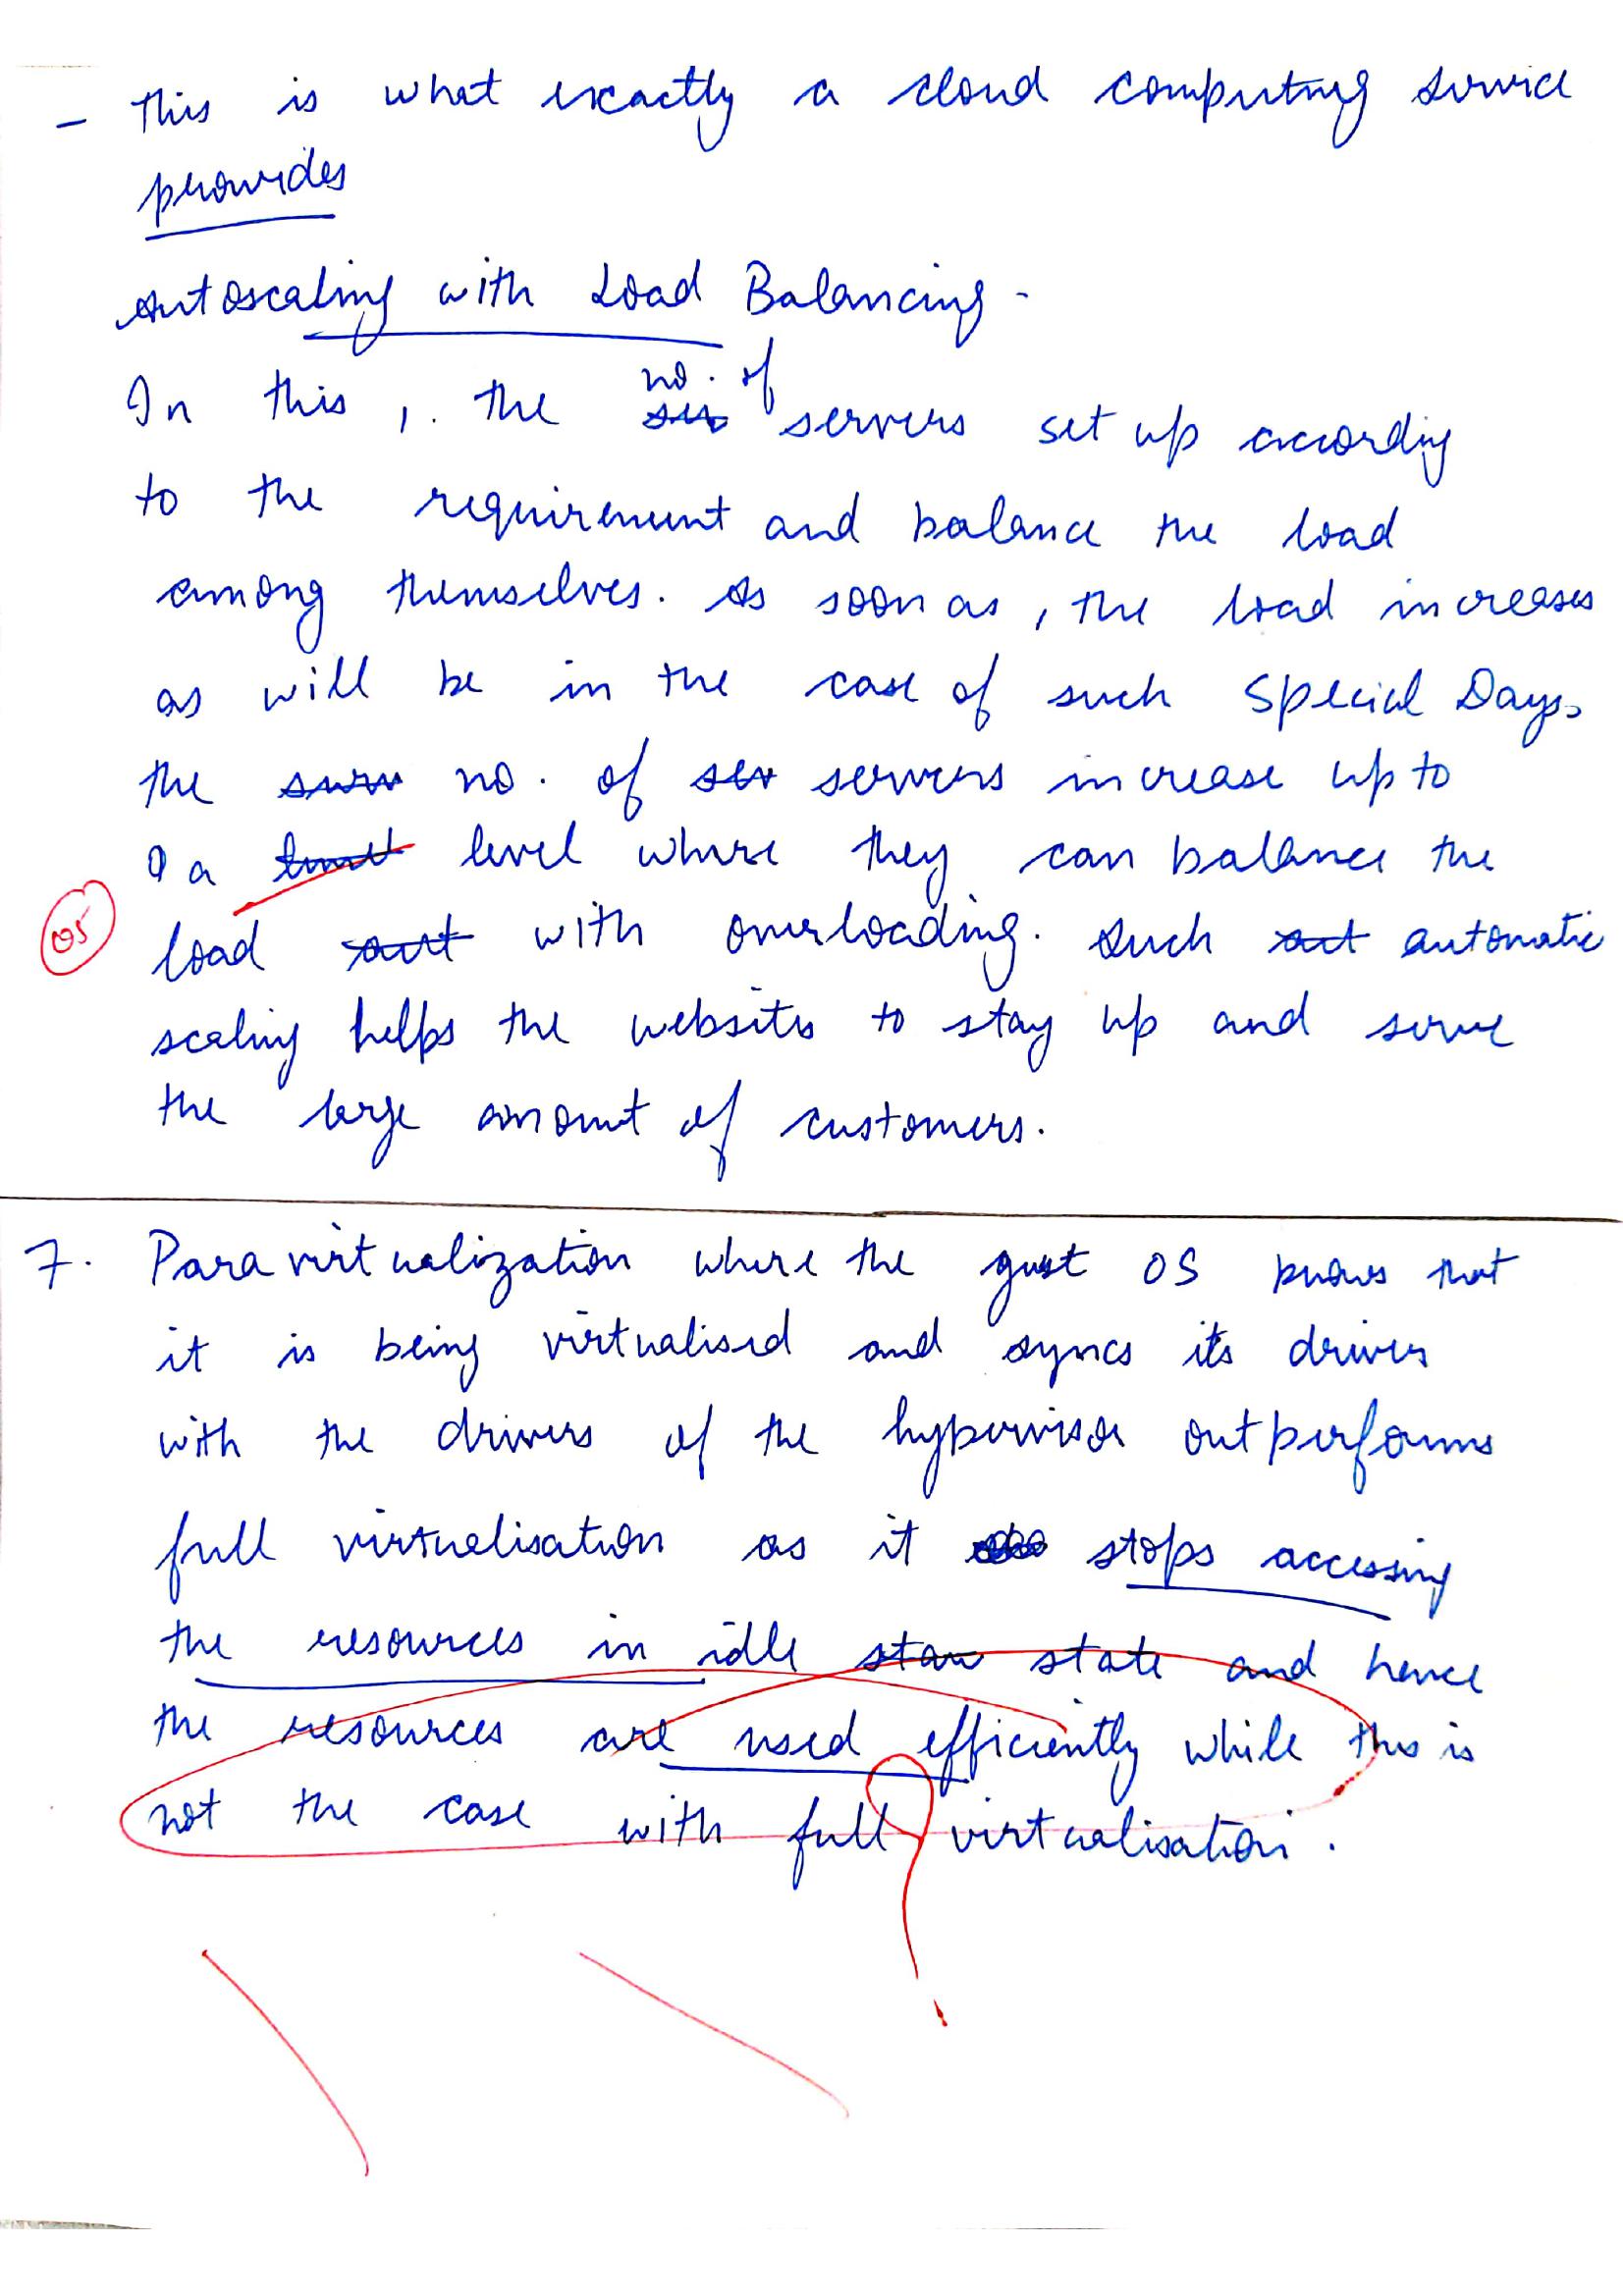 - This is what exactly a cloud computing service
provides
Autoscaling with Load Balancing -
In this, the no. of servers set up according
to the requirement and balance the load
among themselves. As soon as, the load increases
as will be in the case of such Special Days,
the no. of servers increase up to
a level where they can balance the
05
load with overloading. Such automatic
scaling helps the websites to stay up and serve
the large amount of customers.
7. Paravirtualization where the guest OS knows that
it is being virtualised and syncs its drivers
with the drivers of the hypervisor outperforms
full virtualisation as it stops accessing
the resources in idle state and hence
the resources are used efficiently while this is
not the case with full virtualisation.